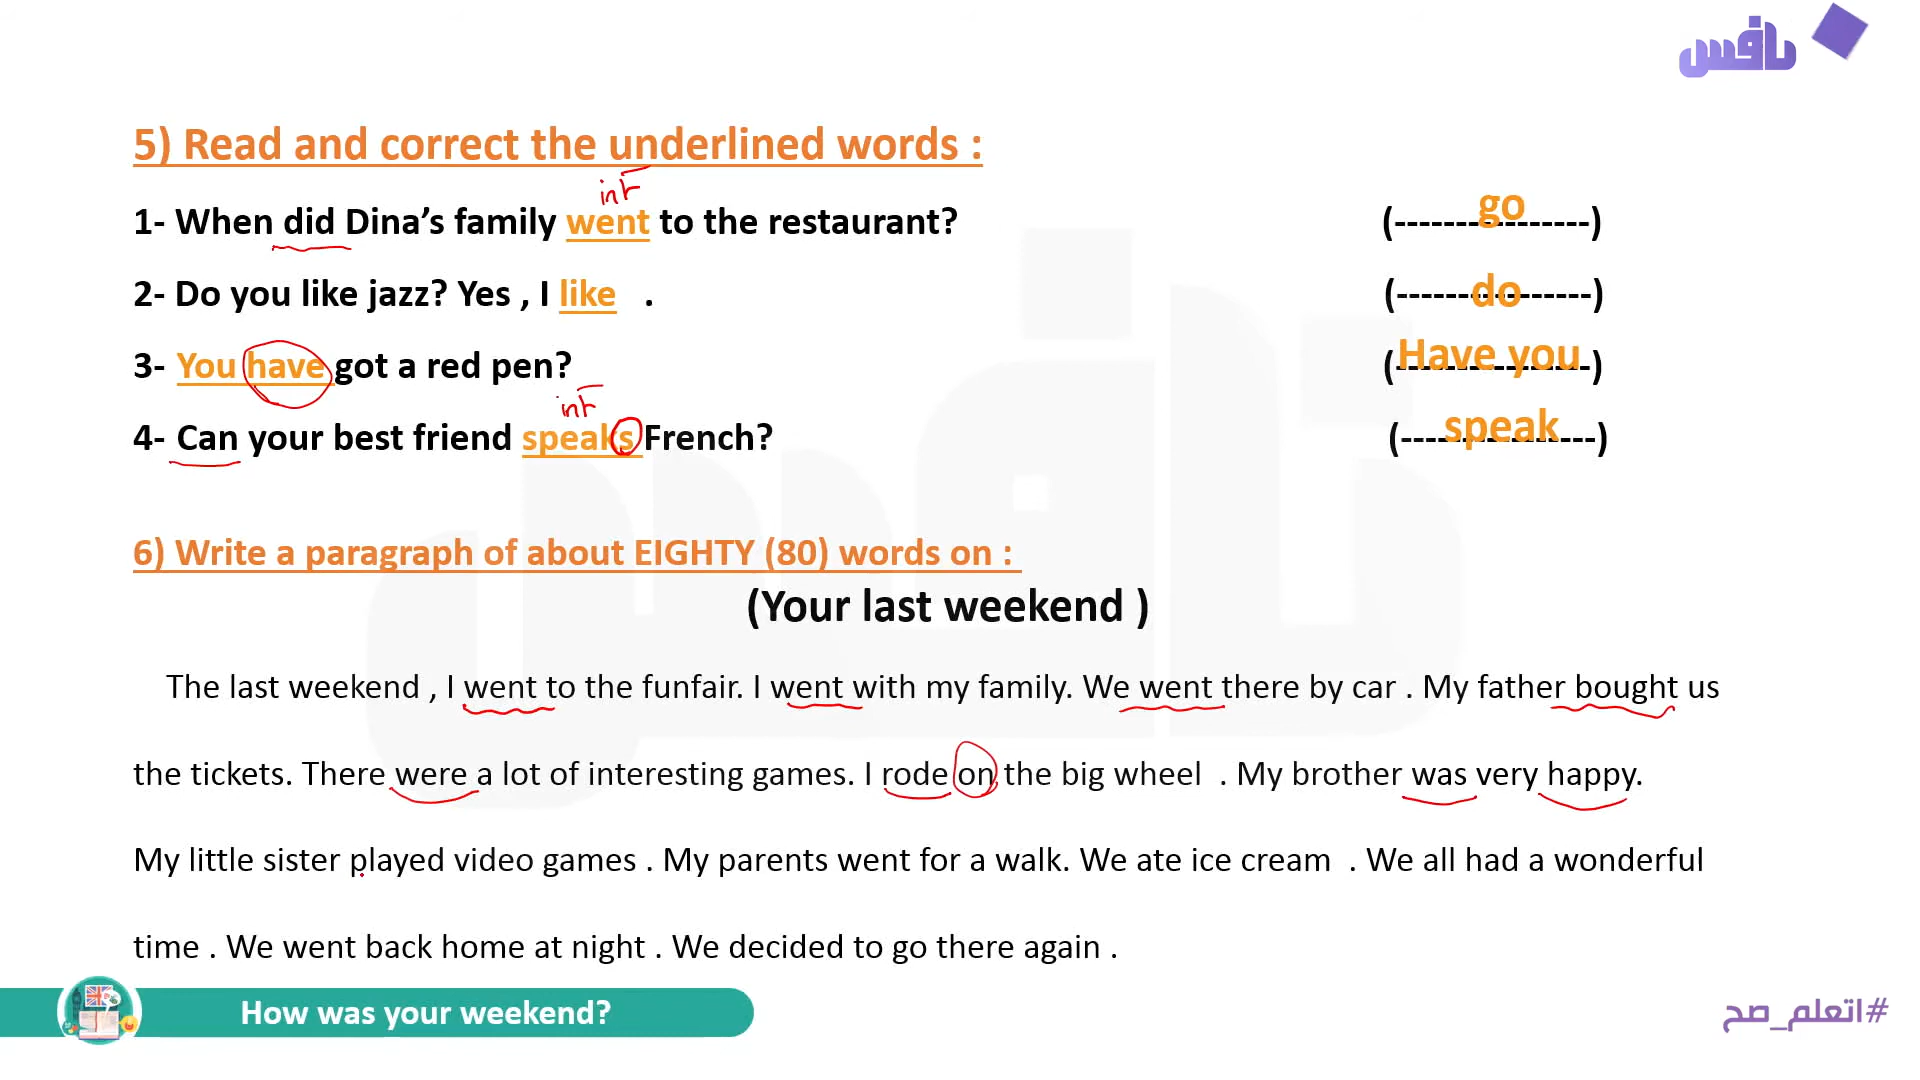 نافس
5) Read and correct the underlined words :
int
1- When did Dina’s family went to the restaurant? (----------------) go
2- Do you like jazz? Yes , I like . (----------------) do
3- You have got a red pen? (----------------) Have you
int
4- Can your best friend speaks French? (----------------) speak
6) Write a paragraph of about EIGHTY (80) words on :
(Your last weekend )
The last weekend , I went to the funfair. I went with my family. We went there by car . My father bought us
the tickets. There were a lot of interesting games. I rode on the big wheel . My brother was very happy.
My little sister played video games . My parents went for a walk. We ate ice cream . We all had a wonderful
time . We went back home at night . We decided to go there again .
How was your weekend?
#اتعلم_صح